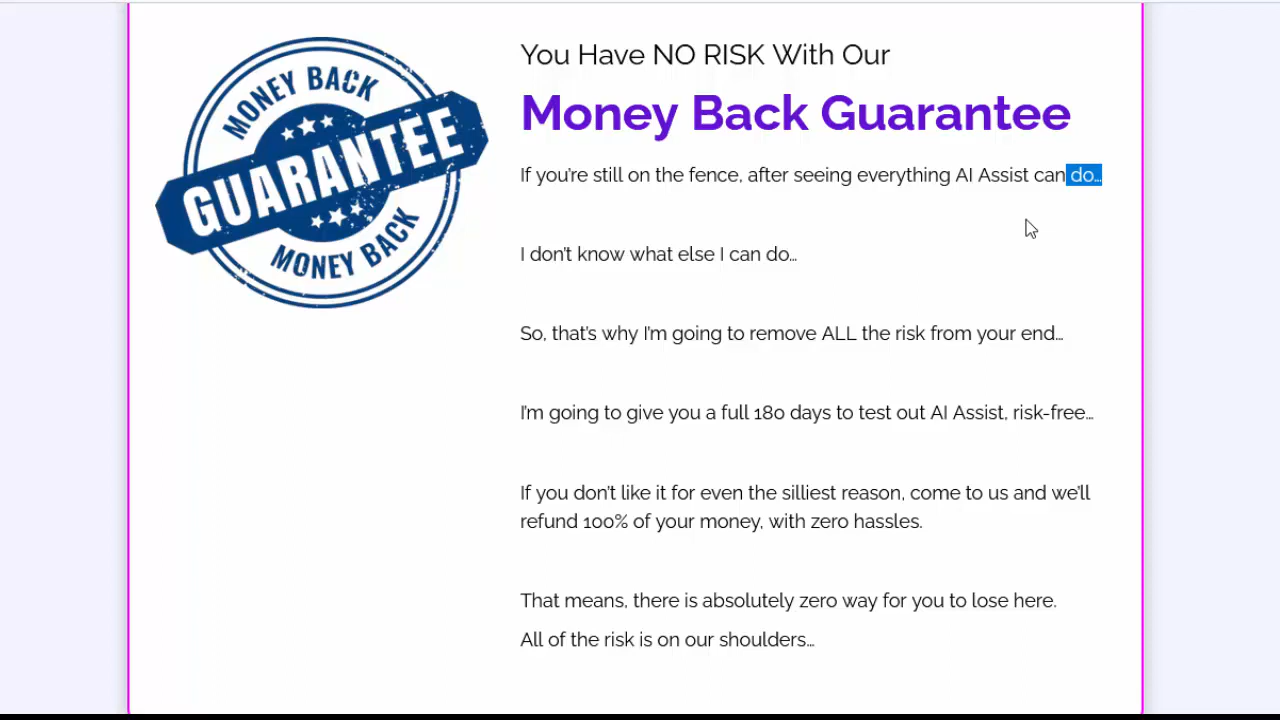 MONEY BACK
GUARANTEE
MONEY BACK
You Have NO RISK With Our
Money Back Guarantee
If you're still on the fence, after seeing everything AI Assist can do…
I don't know what else I can do…
So, that's why I'm going to remove ALL the risk from your end…
I'm going to give you a full 180 days to test out AI Assist, risk-free…
If you don't like it for even the silliest reason, come to us and we'll
refund 100% of your money, with zero hassles.
That means, there is absolutely zero way for you to lose here.
All of the risk is on our shoulders…